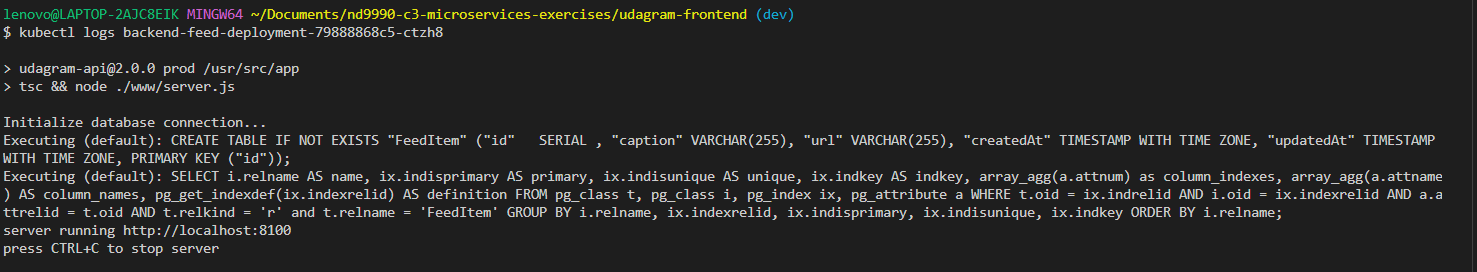 lenovo@LAPTOP-2AJC8EIK MINGW64 ~/Documents/nd9990-c3-microservices-exercises/udagram-frontend (dev)
$ kubectl logs backend-feed-deployment-79888868c5-ctzh8
> udagram-api@2.0.0 prod /usr/src/app
> tsc && node ./www/server.js
Initialize database connection...
Executing (default): CREATE TABLE IF NOT EXISTS "FeedItem" ("id"   SERIAL , "caption" VARCHAR(255), "url" VARCHAR(255), "createdAt" TIMESTAMP WITH TIME ZONE, "updatedAt" TIMESTAMP
WITH TIME ZONE, PRIMARY KEY ("id"));
Executing (default): SELECT i.relname AS name, ix.indisprimary AS primary, ix.indisunique AS unique, ix.indkey AS indkey, array_agg(a.attnum) as column_indexes, array_agg(a.attname
) AS column_names, pg_get_indexdef(ix.indexrelid) AS definition FROM pg_class t, pg_class i, pg_index ix, pg_attribute a WHERE t.oid = ix.indrelid AND i.oid = ix.indexrelid AND a.a
ttrelid = t.oid AND t.relkind = 'r' and t.relname = 'FeedItem' GROUP BY i.relname, ix.indexrelid, ix.indisprimary, ix.indisunique, ix.indkey ORDER BY i.relname;
server running http://localhost:8100
press CTRL+C to stop server